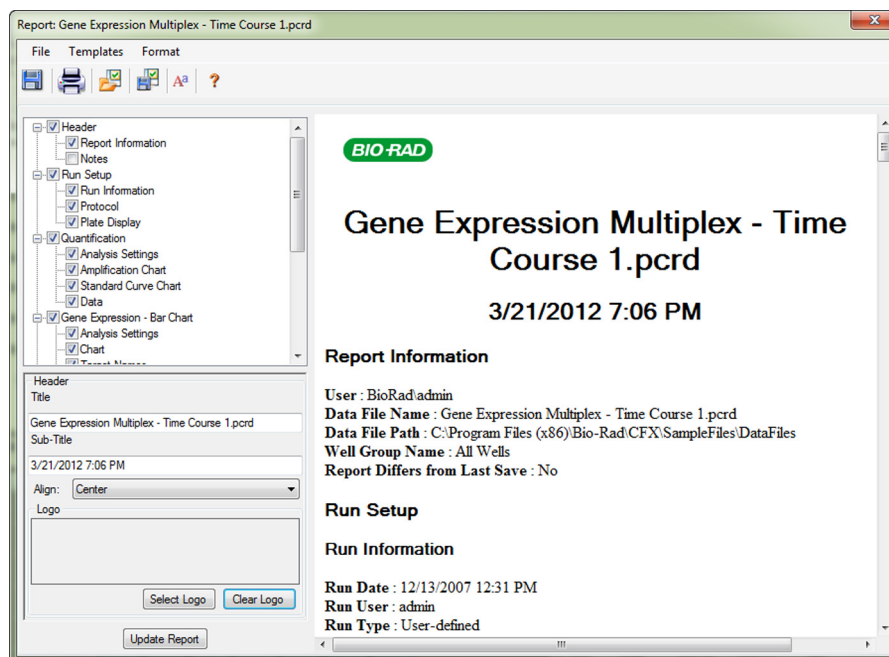 Report: Gene Expression Multiplex - Time Course 1.pcrd
File Templates Format
Header
Report Information
Notes
Run Setup
Run Information
Protocol
Plate Display
Quantification
Analysis Settings
Amplification Chart
Standard Curve Chart
Data
Gene Expression - Bar Chart
Analysis Settings
Chart
Target Names
Header
Title
Gene Expression Multiplex - Time Course 1.pcrd
Sub-Title
3/21/2012 7:06 PM
Align: Center
Logo
Select Logo Clear Logo
Update Report
BIO-RAD
Gene Expression Multiplex - Time
Course 1.pcrd
3/21/2012 7:06 PM
Report Information
User : BioRad\admin
Data File Name : Gene Expression Multiplex - Time Course 1.pcrd
Data File Path : C:\Program Files (x86)\Bio-Rad\CFX\SampleFiles\DataFiles
Well Group Name : All Wells
Report Differs from Last Save : No
Run Setup
Run Information
Run Date : 12/13/2007 12:31 PM
Run User : admin
Run Type : User-defined